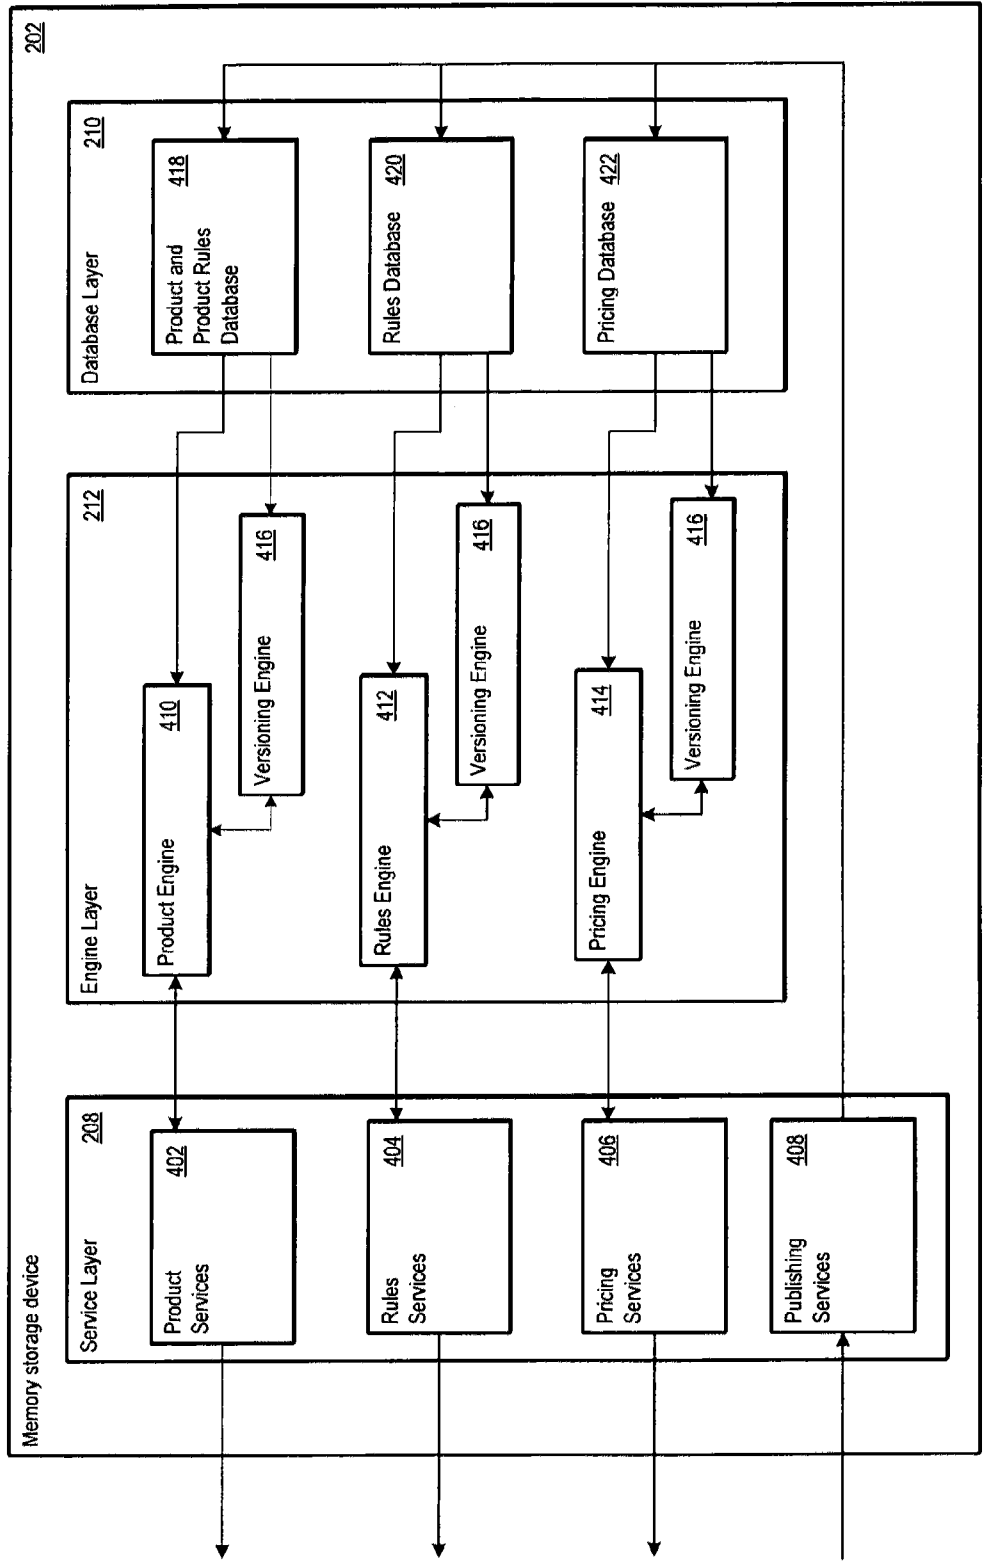 Memory storage device
202
Service Layer
208
Product
Services
402
Rules
Services
404
Pricing
Services
406
Publishing
Services
408
Engine Layer
212
Product Engine
410
Versioning Engine
416
Rules Engine
412
Versioning Engine
416
Pricing Engine
414
Versioning Engine
416
Database Layer
210
Product and
Product Rules
Database
418
Rules Database
420
Pricing Database
422